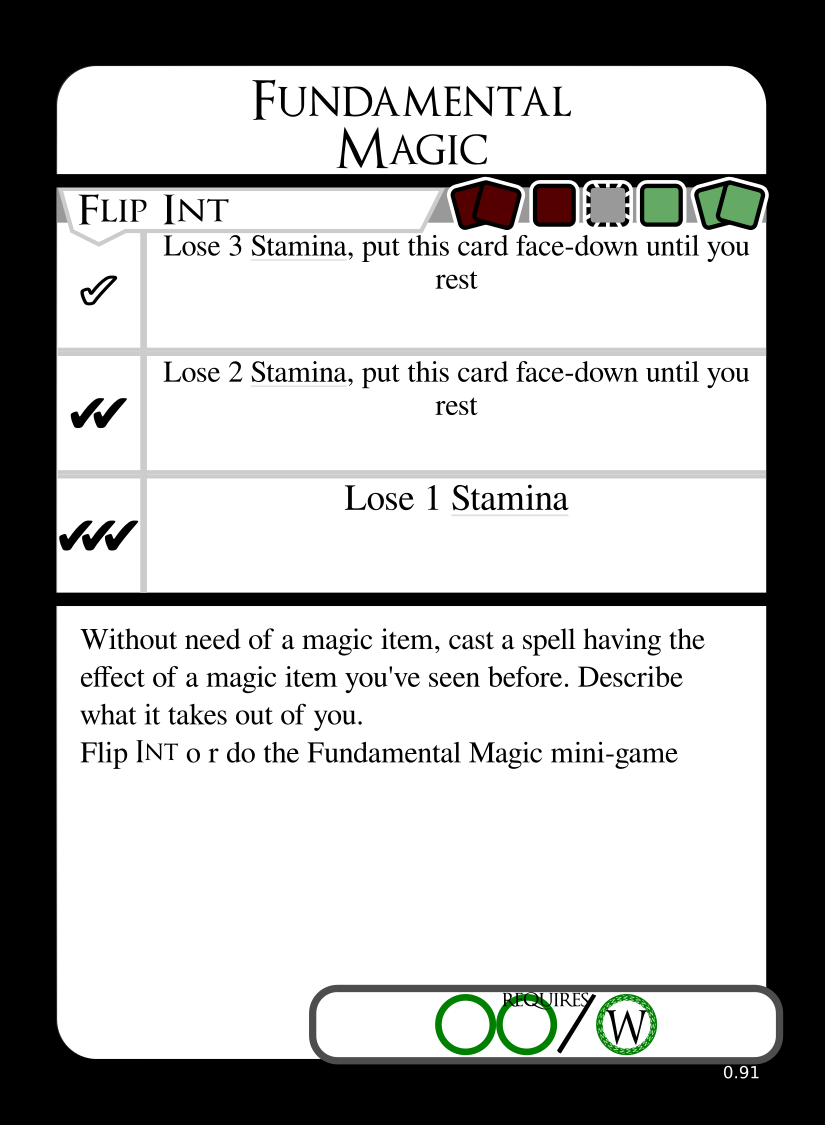 Fundamental
Magic
Flip Int
Lose 3 Stamina, put this card face-down until you
rest
Lose 2 Stamina, put this card face-down until you
rest
Lose 1 Stamina
Without need of a magic item, cast a spell having the
effect of a magic item you've seen before. Describe
what it takes out of you.
Flip INT o r do the Fundamental Magic mini-game
REQUIRES
/ W
0.91